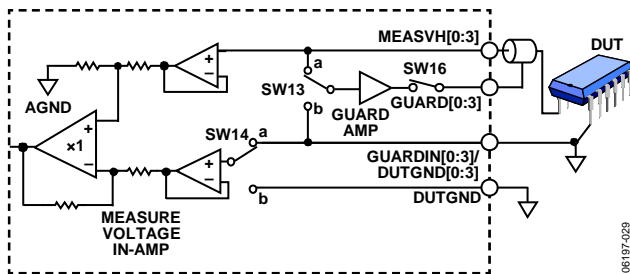 MEASVH[0:3]
DUT
a
SW13
SW16
AGND
b
GUARD
AMP
GUARD[0:3]
+
–
+
×1
–
SW14
a
+
–
b
GUARDIN[0:3]/
DUTGND[0:3]
DUTGND
MEASURE
VOLTAGE
IN-AMP
06197-029